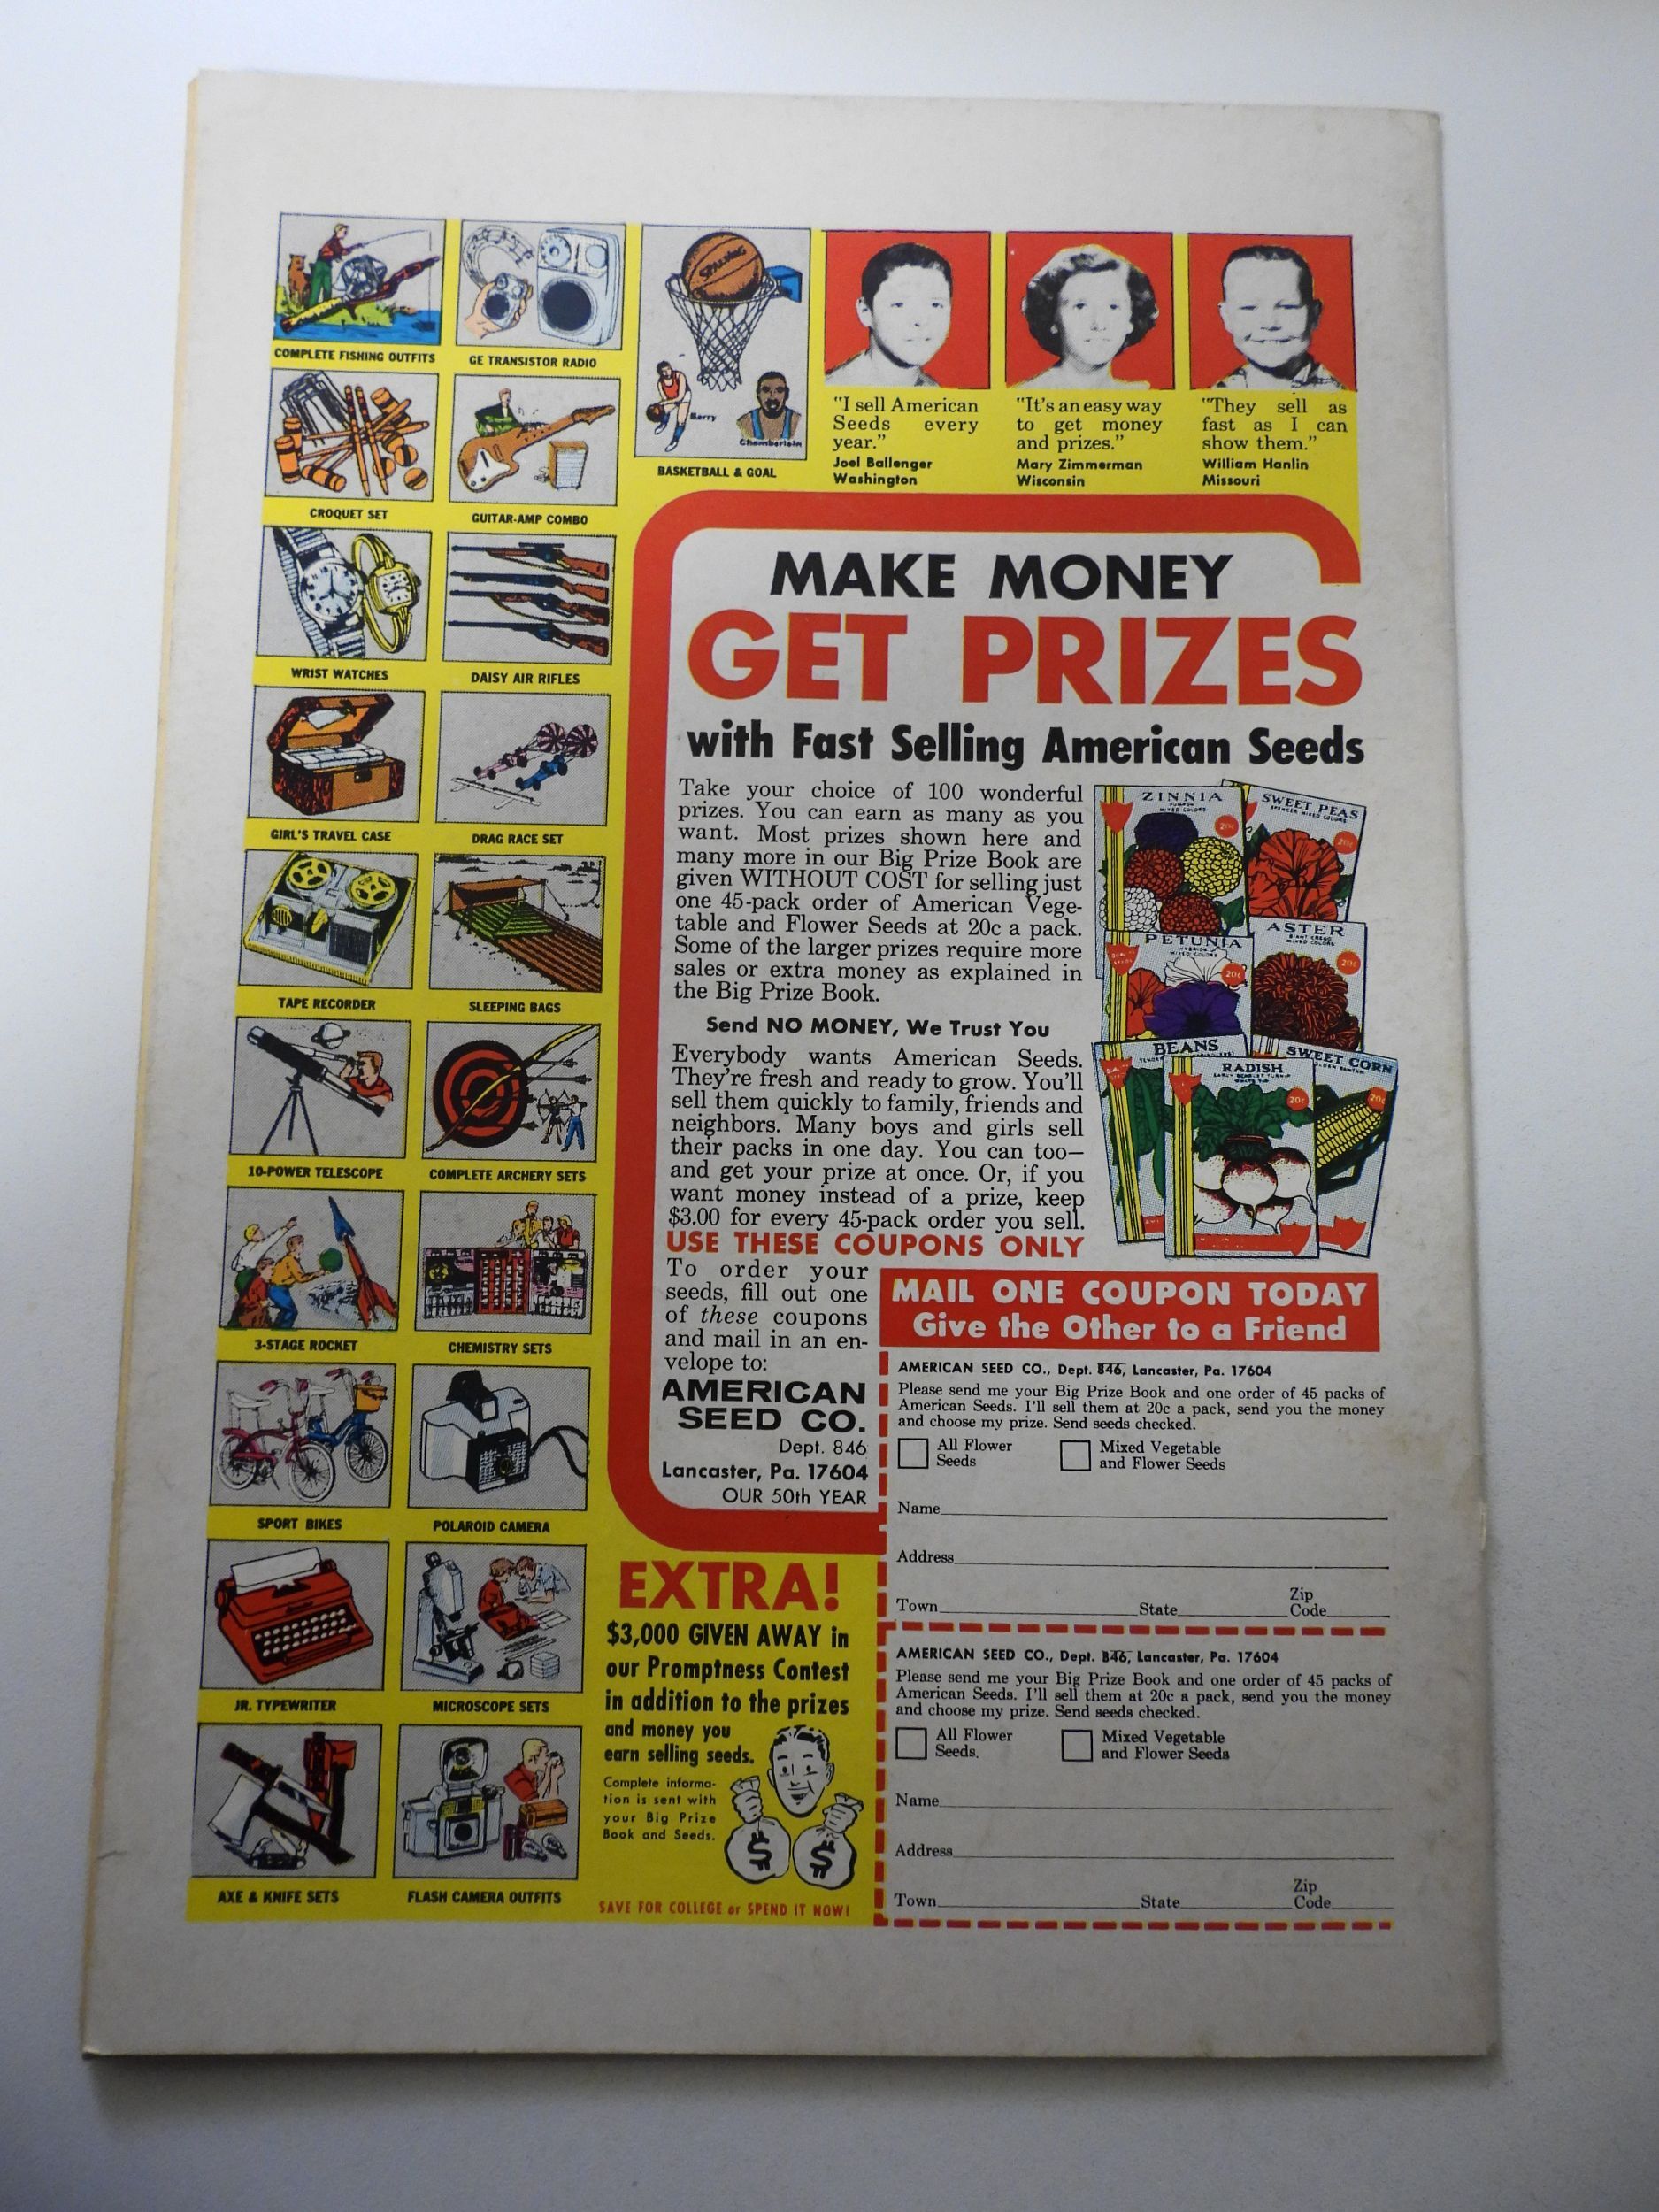 COMPLETE FISHING OUTFITS
GE TRANSISTOR RADIO
SPALDING
Barry
Chamberlain
BASKETBALL & GOAL
CROQUET SET
GUITAR-AMP COMBO
WRIST WATCHES
DAISY AIR RIFLES
GIRL'S TRAVEL CASE
DRAG RACE SET
TAPE RECORDER
SLEEPING BAGS
10-POWER TELESCOPE
COMPLETE ARCHERY SETS
3-STAGE ROCKET
CHEMISTRY SETS
SPORT BIKES
POLAROID CAMERA
JR. TYPEWRITER
MICROSCOPE SETS
AXE & KNIFE SETS
FLASH CAMERA OUTFITS
"I sell American
Seeds every
year."
Joel Ballenger
Washington
"It's an easy way
to get money
and prizes."
Mary Zimmerman
Wisconsin
"They sell as
fast as I can
show them."
William Hanlin
Missouri
MAKE MONEY
GET PRIZES
with Fast Selling American Seeds
Take your choice of 100 wonderful
prizes. You can earn as many as you
want. Most prizes shown here and
many more in our Big Prize Book are
given WITHOUT COST for selling just
one 45-pack order of American Vege-
table and Flower Seeds at 20c a pack.
Some of the larger prizes require more
sales or extra money as explained in
the Big Prize Book.
Send NO MONEY, We Trust You
Everybody wants American Seeds.
They're fresh and ready to grow. You'll
sell them quickly to family, friends and
neighbors. Many boys and girls sell
their packs in one day. You can too—
and get your prize at once. Or, if you
want money instead of a prize, keep
$3.00 for every 45-pack order you sell.
USE THESE COUPONS ONLY
To order your
seeds, fill out one
of these coupons
and mail in an en-
velope to:
AMERICAN
SEED CO.
Dept. 846
Lancaster, Pa. 17604
OUR 50th YEAR
ZINNIA
MIXED COLORS
20c
SWEET PEAS
SPENCER MIXED COLORS
20c
PETUNIA
MIXED COLORS
20c
ASTER
MIXED COLORS
20c
BEANS
RADISH
20c
SWEET CORN
20c
MAIL ONE COUPON TODAY
Give the Other to a Friend
AMERICAN SEED CO., Dept. 846, Lancaster, Pa. 17604
Please send me your Big Prize Book and one order of 45 packs of
American Seeds. I'll sell them at 20c a pack, send you the money
and choose my prize. Send seeds checked.
All Flower
Seeds
Mixed Vegetable
and Flower Seeds
Name
Address
Town State Zip Code
AMERICAN SEED CO., Dept. 846, Lancaster, Pa. 17604
Please send me your Big Prize Book and one order of 45 packs of
American Seeds. I'll sell them at 20c a pack, send you the money
and choose my prize. Send seeds checked.
All Flower
Seeds.
Mixed Vegetable
and Flower Seeds
Name
Address
Town State Zip Code
EXTRA!
$3,000 GIVEN AWAY in
our Promptness Contest
in addition to the prizes
and money you
earn selling seeds.
Complete informa-
tion is sent with
your Big Prize
Book and Seeds.
$ $
SAVE FOR COLLEGE or SPEND IT NOW!